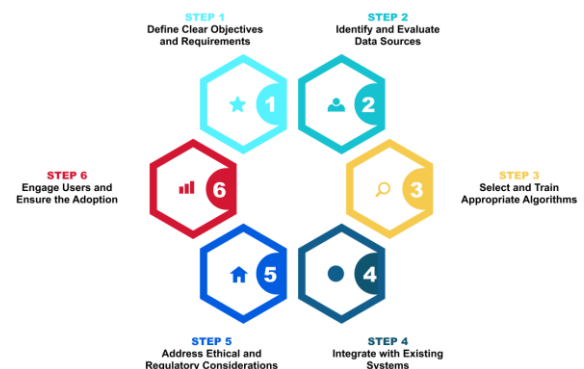 STEP 1
Define Clear Objectives
and Requirements
STEP 2
Identify and Evaluate
Data Sources
1
2
STEP 6
Engage Users and
Ensure the Adoption
6
3
STEP 3
Select and Train
Appropriate Algorithms
5
4
STEP 5
Address Ethical and
Regulatory Considerations
STEP 4
Integrate with Existing
Systems